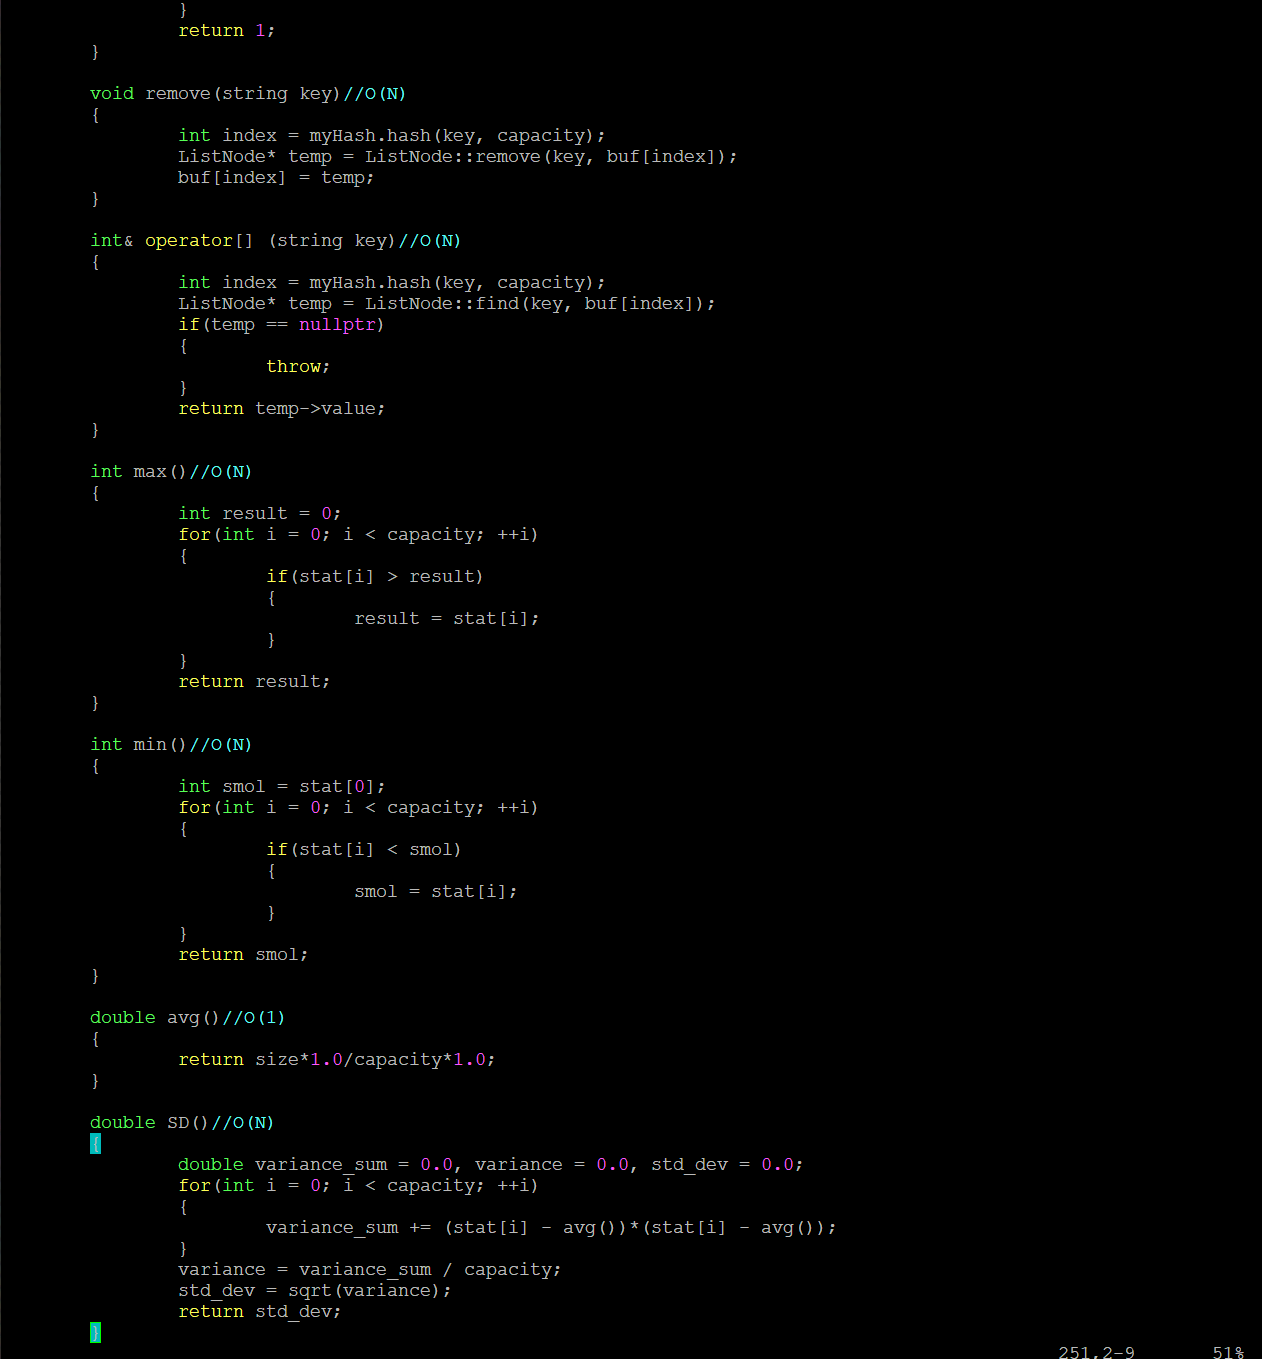 }
        return 1;
}

void remove(string key)//O(N)
{
        int index = myHash.hash(key, capacity);
        ListNode* temp = ListNode::remove(key, buf[index]);
        buf[index] = temp;
}

int& operator[] (string key)//O(N)
{
        int index = myHash.hash(key, capacity);
        ListNode* temp = ListNode::find(key, buf[index]);
        if(temp == nullptr)
        {
                throw;
        }
        return temp->value;
}

int max()//O(N)
{
        int result = 0;
        for(int i = 0; i < capacity; ++i)
        {
                if(stat[i] > result)
                {
                        result = stat[i];
                }
        }
        return result;
}

int min()//O(N)
{
        int smol = stat[0];
        for(int i = 0; i < capacity; ++i)
        {
                if(stat[i] < smol)
                {
                        smol = stat[i];
                }
        }
        return smol;
}

double avg()//O(1)
{
        return size*1.0/capacity*1.0;
}

double SD()//O(N)
{
        double variance_sum = 0.0, variance = 0.0, std_dev = 0.0;
        for(int i = 0; i < capacity; ++i)
        {
                variance_sum += (stat[i] - avg())*(stat[i] - avg());
        }
        variance = variance_sum / capacity;
        std_dev = sqrt(variance);
        return std_dev;
}
251,2-9 51%